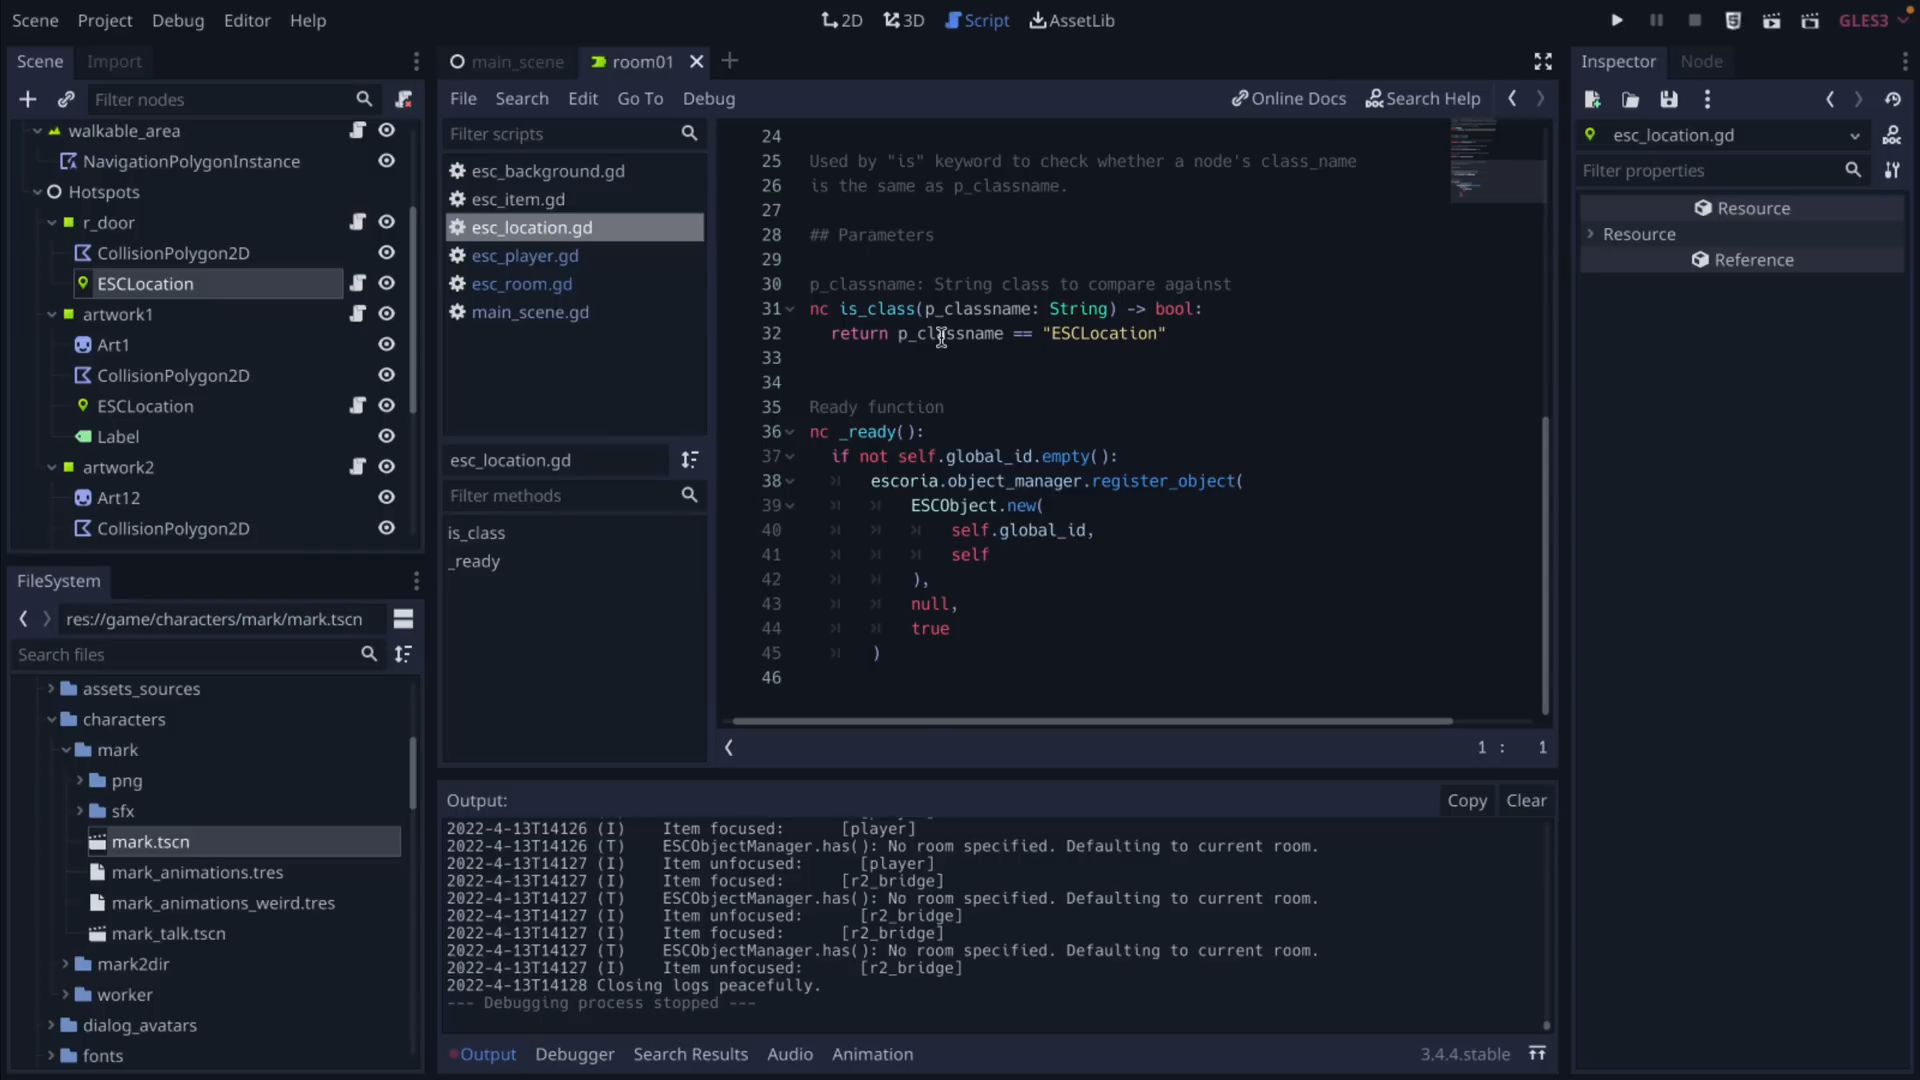 Scene Project Debug Editor Help
2D 3D Script AssetLib
GLES3
Scene Import
Filter nodes
walkable_area
NavigationPolygonInstance
Hotspots
r_door
CollisionPolygon2D
ESCLocation
artwork1
Art1
CollisionPolygon2D
ESCLocation
Label
artwork2
Art12
CollisionPolygon2D
FileSystem
res://game/characters/mark/mark.tscn
Search files
assets_sources
characters
mark
png
sfx
mark.tscn
mark_animations.tres
mark_animations_weird.tres
mark_talk.tscn
mark2dir
worker
dialog_avatars
fonts
main_scene room01
File Search Edit Go To Debug
Online Docs Search Help
Filter scripts
esc_background.gd
esc_item.gd
esc_location.gd
esc_player.gd
esc_room.gd
main_scene.gd
esc_location.gd
Filter methods
is_class
_ready
24
25 Used by "is" keyword to check whether a node's class_name
26 is the same as p_classname.
27
28 ## Parameters
29
30 p_classname: String class to compare against
31 nc is_class(p_classname: String) -> bool:
32 return p_classname == "ESCLocation"
33
34
35 Ready function
36 nc _ready():
37 if not self.global_id.empty():
38 escoria.object_manager.register_object(
39 ESCObject.new(
40 self.global_id,
41 self
42 ),
43 null,
44 true
45 )
46
1 : 1
Output:
Copy Clear
2022-4-13T14126 (I) Item focused: [player]
2022-4-13T14126 (T) ESCObjectManager.has(): No room specified. Defaulting to current room.
2022-4-13T14127 (I) Item unfocused: [player]
2022-4-13T14127 (I) Item focused: [r2_bridge]
2022-4-13T14127 (T) ESCObjectManager.has(): No room specified. Defaulting to current room.
2022-4-13T14127 (I) Item unfocused: [r2_bridge]
2022-4-13T14127 (I) Item focused: [r2_bridge]
2022-4-13T14127 (T) ESCObjectManager.has(): No room specified. Defaulting to current room.
2022-4-13T14127 (I) Item unfocused: [r2_bridge]
2022-4-13T14128 Closing logs peacefully.
--- Debugging process stopped ---
Output Debugger Search Results Audio Animation
3.4.4.stable
Inspector Node
esc_location.gd
Filter properties
Resource
Resource
Reference